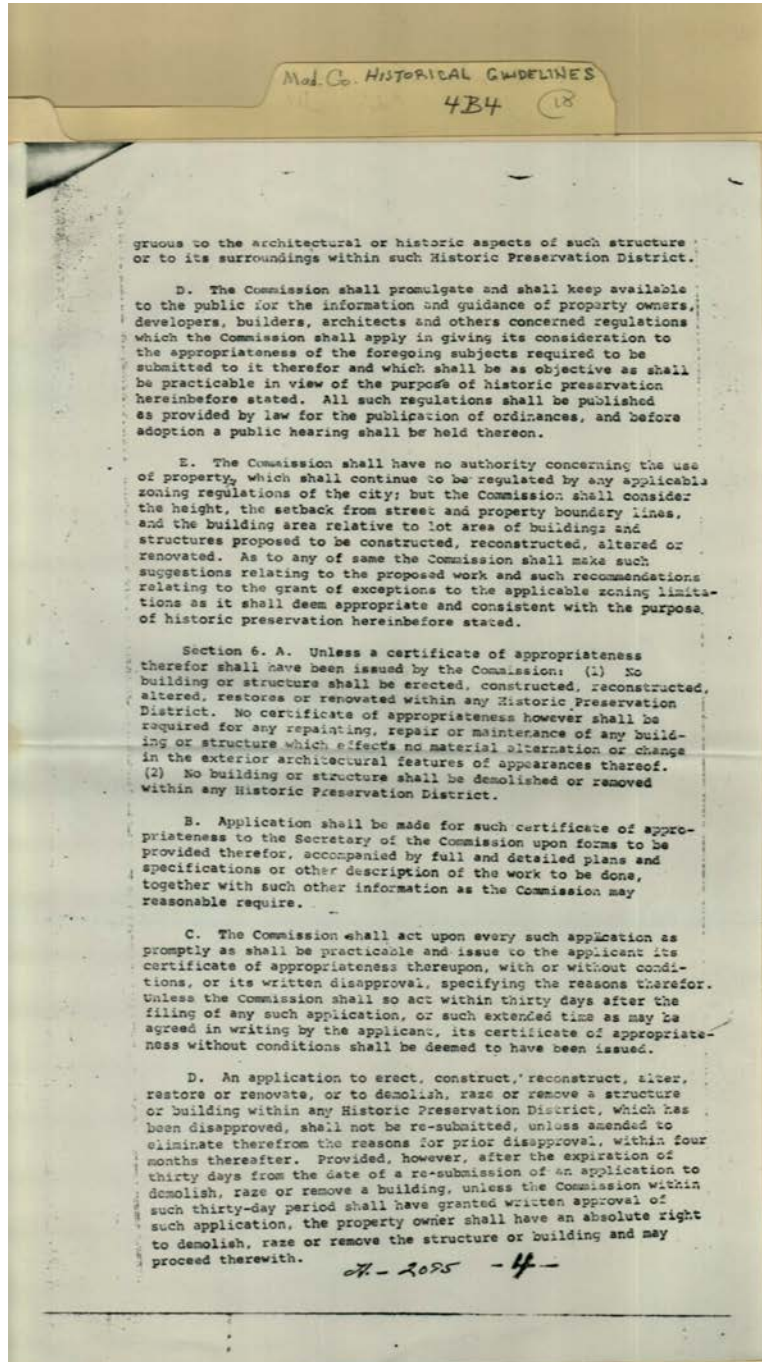 Mad. Co. HISTORICAL GUIDELINES
4B4 18
gruous to the architectural or historic aspects of such structure
or to its surroundings within such Historic Preservation District.
D. The Commission shall promulgate and shall keep available
to the public for the information and guidance of property owners,
developers, builders, architects and others concerned regulations
which the Commission shall apply in giving its consideration to
the appropriateness of the foregoing subjects required to be
submitted to it therefor and which shall be as objective as shall
be practicable in view of the purpose of historic preservation
hereinbefore stated. All such regulations shall be published
as provided by law for the publication of ordinances, and before
adoption a public hearing shall be held thereon.
E. The Commission shall have no authority concerning the use
of property, which shall continue to be regulated by any applicable
zoning regulations of the city; but the Commission shall consider
the height, the setback from street and property boundary lines,
and the building area relative to lot area of buildings and
structures proposed to be constructed, reconstructed, altered or
renovated. As to any of same the Commission shall make such
suggestions relating to the proposed work and such recommendations
relating to the grant of exceptions to the applicable zoning limita-
tions as it shall deem appropriate and consistent with the purpose
of historic preservation hereinbefore stated.
Section 6. A. Unless a certificate of appropriateness
therefor shall have been issued by the Commission: (1) No
building or structure shall be erected, constructed, reconstructed,
altered, restores or renovated within any Historic Preservation
District. No certificate of appropriateness however shall be
required for any repainting, repair or maintenance of any build-
ing or structure which effects no material alternation or change
in the exterior architectural features of appearances thereof.
(2) No building or structure shall be demolished or removed
within any Historic Preservation District.
B. Application shall be made for such certificate of appro-
priateness to the Secretary of the Commission upon forms to be
provided therefor, accompanied by full and detailed plans and
specifications or other description of the work to be done,
together with such other information as the Commission may
reasonable require.
C. The Commission shall act upon every such application as
promptly as shall be practicable and issue to the applicant its
certificate of appropriateness thereupon, with or without condi-
tions, or its written disapproval, specifying the reasons therefor.
Unless the Commission shall so act within thirty days after the
filing of any such application, or such extended time as may be
agreed in writing by the applicant, its certificate of appropriate-
ness without conditions shall be deemed to have been issued.
D. An application to erect, construct, reconstruct, alter,
restore or renovate, or to demolish, raze or remove a structure
or building within any Historic Preservation District, which has
been disapproved, shall not be re-submitted, unless amended to
eliminate therefrom the reasons for prior disapproval, within four
months thereafter. Provided, however, after the expiration of
thirty days from the date of a re-submission of an application to
demolish, raze or remove a building, unless the Commission within
such thirty-day period shall have granted written approval of
such application, the property owner shall have an absolute right
to demolish, raze or remove the structure or building and may
proceed therewith.
- 2095 -4-